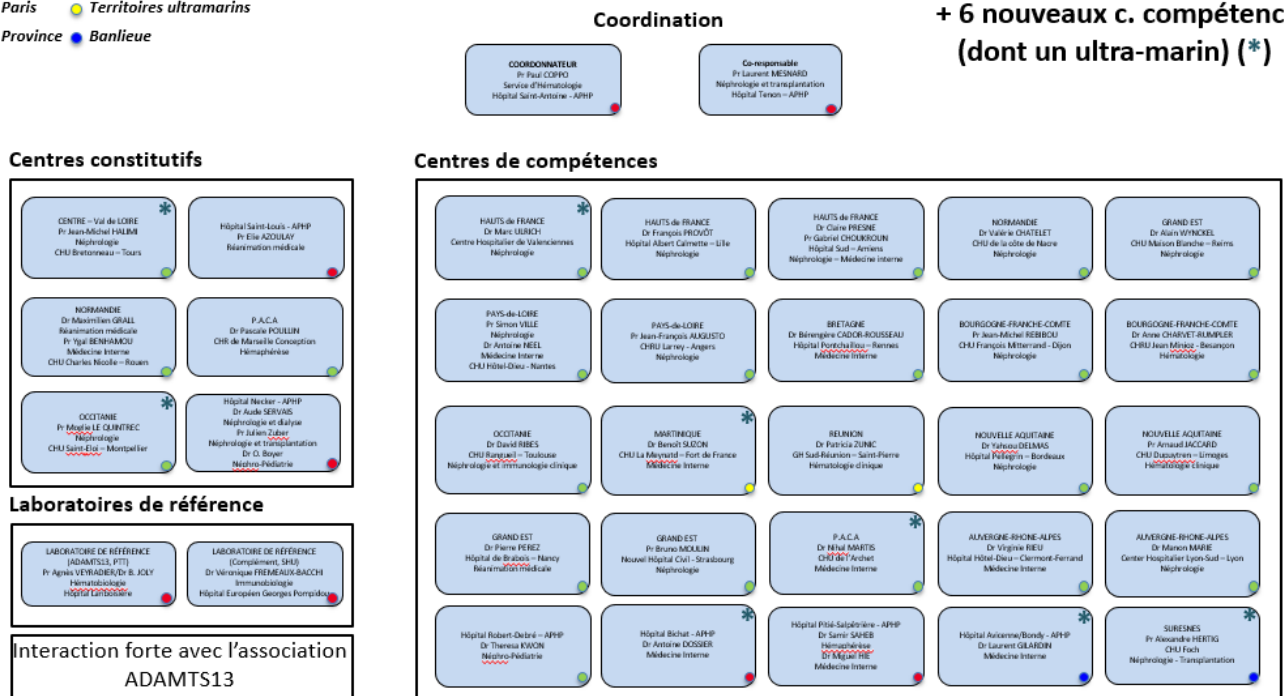 Paris
Territoires ultramarins
Province
Banlieue
Coordination
+ 6 nouveaux c. compétenc
(dont un ultra-marin) (*)
COORDONNATEUR
Pr Paul COPPO
Service d'Hématologie
Hôpital Saint-Antoine - APHP
Co-responsable
Pr Laurent MESNARD
Néphrologie et transplantation
Hôpital Tenon – APHP
Centres constitutifs
CENTRE – Val de LOIRE
Pr Jean-Michel HALIMI
Néphrologie
CHU Bretonneau – Tours
*
Hôpital Saint-Louis - APHP
Pr Elie AZOULAY
Réanimation médicale
NORMANDIE
Dr Maximilien GRALL
Réanimation médicale
Pr Ygal BENHAMOU
Médecine Interne
CHU Charles Nicolle – Rouen
P.A.C.A
Dr Pascale POULLIN
CHR de Marseille Conception
Hémaphérèse
OCCITANIE
Pr Moglie LE QUINTREC
Néphrologie
CHU Saint-Eloi – Montpellier
*
Hôpital Necker - APHP
Dr Aude SERVAIS
Néphrologie et dialyse
Pr Julien Zuber
Néphrologie et transplantation
Dr O. Boyer
Néphro-Pédiatrie
Laboratoires de référence
LABORATOIRE DE RÉFÉRENCE
(ADAMTS13, PTT)
Pr Agnès VEYRADIER/Dr B. JOLY
Hématobiologie
Hôpital Lariboisière
LABORATOIRE DE RÉFÉRENCE
(Complément, SHU)
Dr Véronique FREMEAUX-BACCHI
Immunobiologie
Hôpital Européen Georges Pompidou
Interaction forte avec l'association
ADAMTS13
Centres de compétences
HAUTS de FRANCE
Dr Marc ULRICH
Centre Hospitalier de Valenciennes
Néphrologie
*
HAUTS de FRANCE
Dr François PROVÔT
Hôpital Albert Calmette – Lille
Néphrologie
HAUTS de FRANCE
Dr Claire PRESNE
Pr Gabriel CHOUKROUN
Hôpital Sud – Amiens
Néphrologie – Médecine interne
NORMANDIE
Dr Valérie CHATELET
CHU de la côte de Nacre
Néphrologie
GRAND EST
Dr Alain WYNCKEL
CHU Maison Blanche – Reims
Néphrologie
PAYS-de-LOIRE
Pr Simon VILLE
Néphrologie
Dr Antoine NEEL
Médecine Interne
CHU Hôtel-Dieu - Nantes
PAYS-de-LOIRE
Pr Jean-François AUGUSTO
CHRU Larrey - Angers
Néphrologie
BRETAGNE
Dr Bérengère CADOR-ROUSSEAU
Hôpital Pontchaillou – Rennes
Médecine Interne
BOURGOGNE-FRANCHE-COMTE
Pr Jean-Michel REBIBOU
CHU François Mitterrand - Dijon
Néphrologie
BOURGOGNE-FRANCHE-COMTE
Dr Anne CHARVET-RUMPLER
CHRU Jean Minjoz - Besançon
Hématologie
OCCITANIE
Dr David RIBES
CHU Rangueil – Toulouse
Néphrologie et immunologie clinique
MARTINIQUE
Dr Benoît SUZON
CHU La Meynard – Fort de France
Médecine Interne
*
REUNION
Dr Patricia ZUNIC
GH Sud-Réunion – Saint-Pierre
Hématologie clinique
NOUVELLE AQUITAINE
Dr Yahsou DELMAS
Hôpital Pellegrin – Bordeaux
Néphrologie
NOUVELLE AQUITAINE
Pr Arnaud JACCARD
CHU Dupuytren – Limoges
Hématologie clinique
GRAND EST
Dr Pierre PEREZ
Hôpital de Brabois – Nancy
Réanimation médicale
GRAND EST
Pr Bruno MOULIN
Nouvel Hôpital Civil - Strasbourg
Néphrologie
P.A.C.A
Dr Nihal MARTIS
CHU de l'Archet
Médecine Interne
*
AUVERGNE-RHONE-ALPES
Dr Virginie RIEU
Hôpital Hôtel-Dieu – Clermont-Ferrand
Médecine Interne
AUVERGNE-RHONE-ALPES
Dr Manon MARIE
Center Hospitalier Lyon-Sud – Lyon
Néphrologie
Hôpital Robert-Debré – APHP
Dr Theresa KWON
Néphro-Pédiatrie
Hôpital Bichat - APHP
Dr Antoine DOSSIER
Médecine Interne
*
Hôpital Pitié-Salpêtrière - APHP
Dr Samir SAHEB
Hémaphérèse
Dr Miguel HIE
Médecine Interne
Hôpital Avicenne/Bondy - APHP
Dr Laurent GILARDIN
Médecine Interne
*
SURESNES
Pr Alexandre HERTIG
CHU Foch
Néphrologie - Transplantation
*